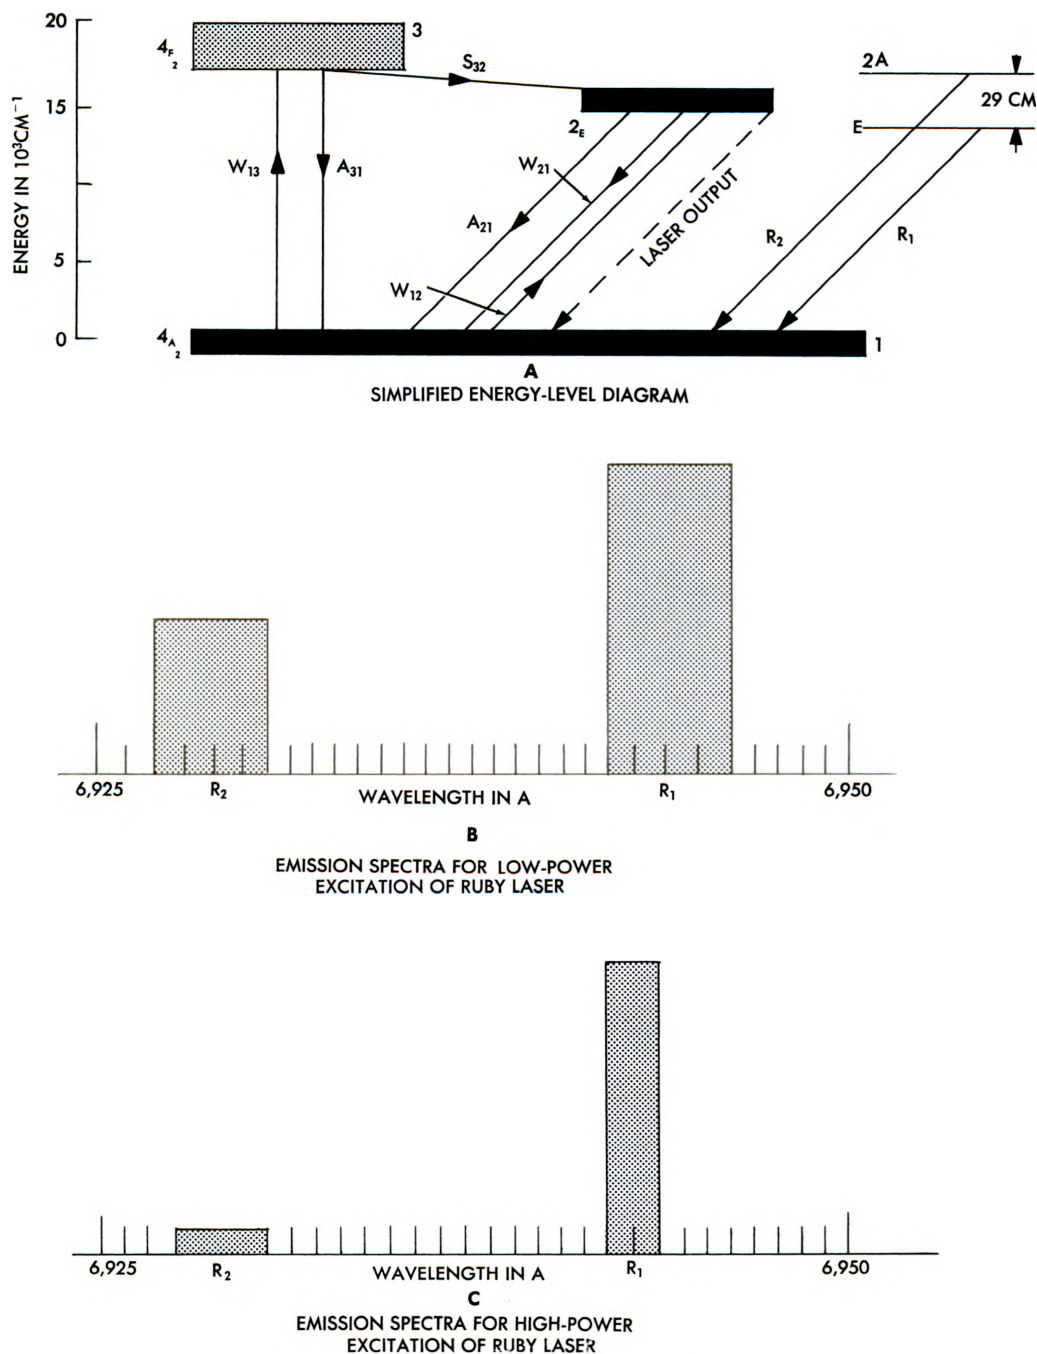 20
15
5
0
ENERGY IN 10³CM⁻¹
4F2
3
S32
2E
W13
A31
W21
A21
W12
LASER OUTPUT
2A
29 CM
E
R2
R1
4A2
1
A
SIMPLIFIED ENERGY-LEVEL DIAGRAM
6,925
R2
WAVELENGTH IN A
R1
6,950
B
EMISSION SPECTRA FOR LOW-POWER
EXCITATION OF RUBY LASER
6,925
R2
WAVELENGTH IN A
R1
6,950
C
EMISSION SPECTRA FOR HIGH-POWER
EXCITATION OF RUBY LASER